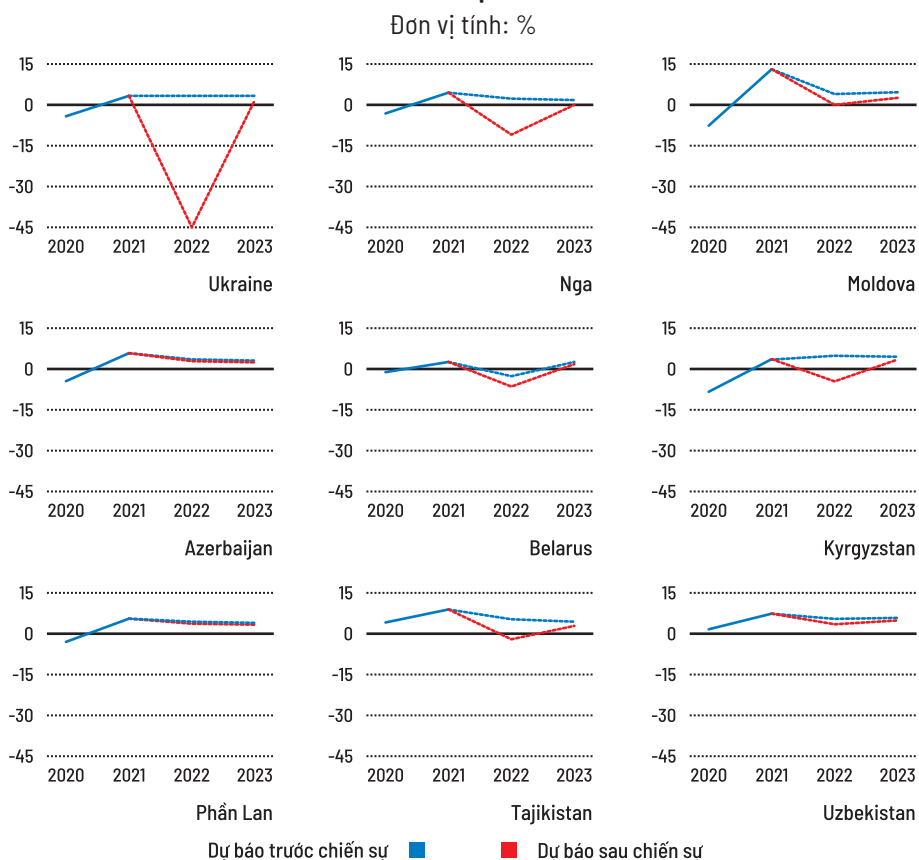 Đơn vị tính: %
15 15 15
0 0 0
-15 -15 -15
-30 -30 -30
-45 -45 -45
2020 2021 2022 2023 2020 2021 2022 2023 2020 2021 2022 2023
Ukraine Nga Moldova
15 15 15
0 0 0
-15 -15 -15
-30 -30 -30
-45 -45 -45
2020 2021 2022 2023 2020 2021 2022 2023 2020 2021 2022 2023
Azerbaijan Belarus Kyrgyzstan
15 15 15
0 0 0
-15 -15 -15
-30 -30 -30
-45 -45 -45
2020 2021 2022 2023 2020 2021 2022 2023 2020 2021 2022 2023
Phần Lan Tajikistan Uzbekistan
Dự báo trước chiến sự Dự báo sau chiến sự